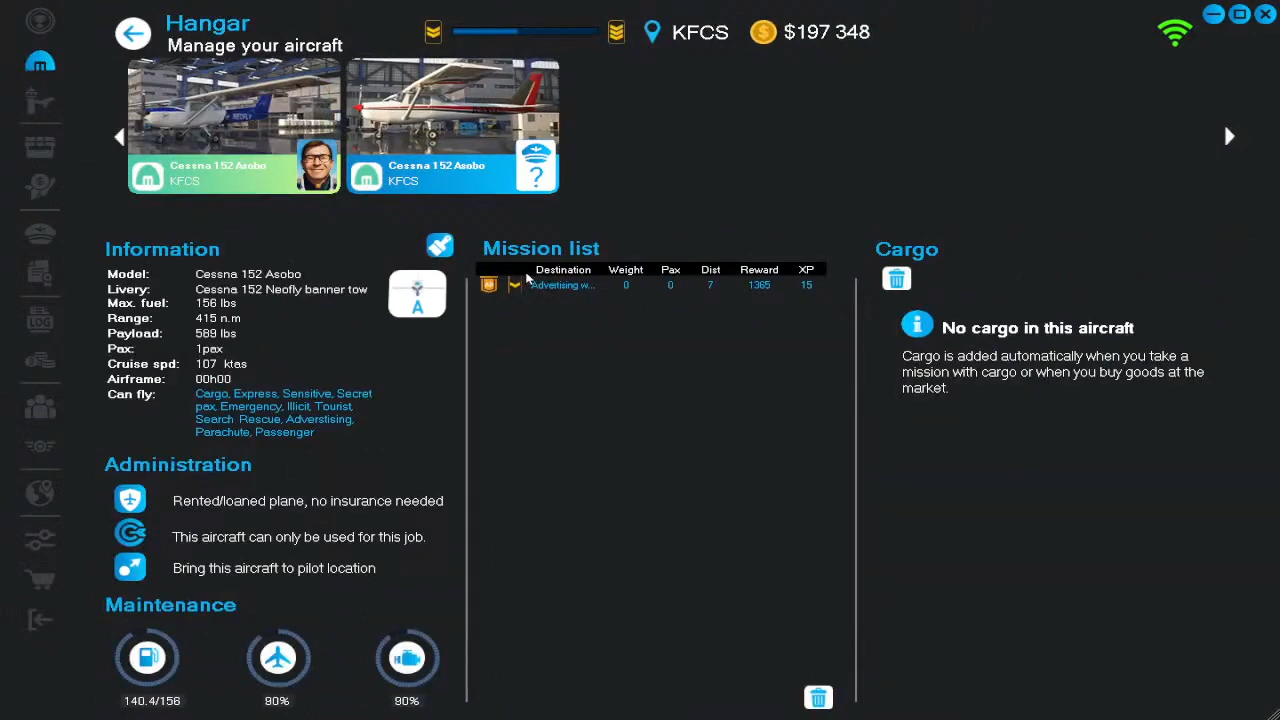 Hangar
Manage your aircraft
KFCS
$197 348
Cessna 152 Asobo
KFCS
Cessna 152 Asobo
KFCS
?
Information
Model: Cessna 152 Asobo
Livery: Cessna 152 Neofly banner tow
Max. fuel: 156 lbs
Range: 415 n.m
Payload: 589 lbs
Pax: 1pax
Cruise spd: 107 ktas
Airframe: 00h00
Can fly: Cargo, Express, Sensitive, Secret
pax, Emergency, Illicit, Tourist,
Search Rescue, Adverstising,
Parachute, Passenger
A
Administration
Rented/loaned plane, no insurance needed
This aircraft can only be used for this job.
Bring this aircraft to pilot location
Maintenance
140.4/156 90% 90%
Mission list
Destination Weight Pax Dist Reward XP
Advertising w... 0 0 7 1365 15
Cargo
No cargo in this aircraft
Cargo is added automatically when you take a
mission with cargo or when you buy goods at the
market.
LOG